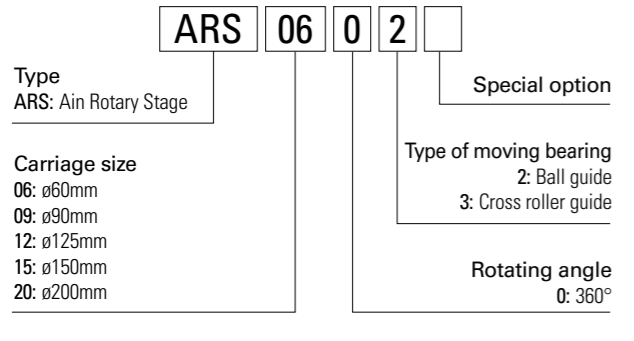 ARS 06 0 2
Type
ARS: Ain Rotary Stage
Special option
Carriage size
06: ø60mm
09: ø90mm
12: ø125mm
15: ø150mm
20: ø200mm
Type of moving bearing
2: Ball guide
3: Cross roller guide
Rotating angle
0: 360°